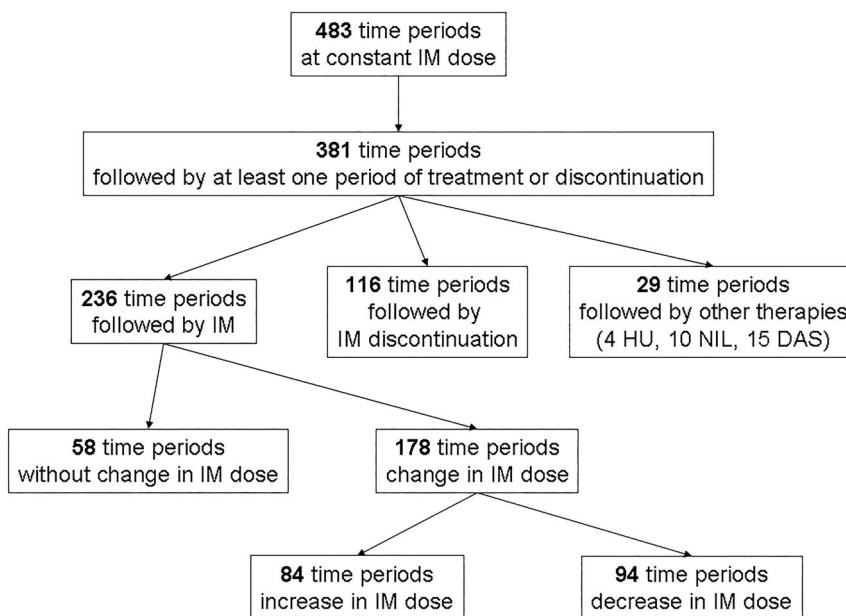 483 time periods
at constant IM dose
381 time periods
followed by at least one period of treatment or discontinuation
236 time periods
followed by IM
116 time periods
followed by
IM discontinuation
29 time periods
followed by other therapies
(4 HU, 10 NIL, 15 DAS)
58 time periods
without change in IM dose
178 time periods
change in IM dose
84 time periods
increase in IM dose
94 time periods
decrease in IM dose